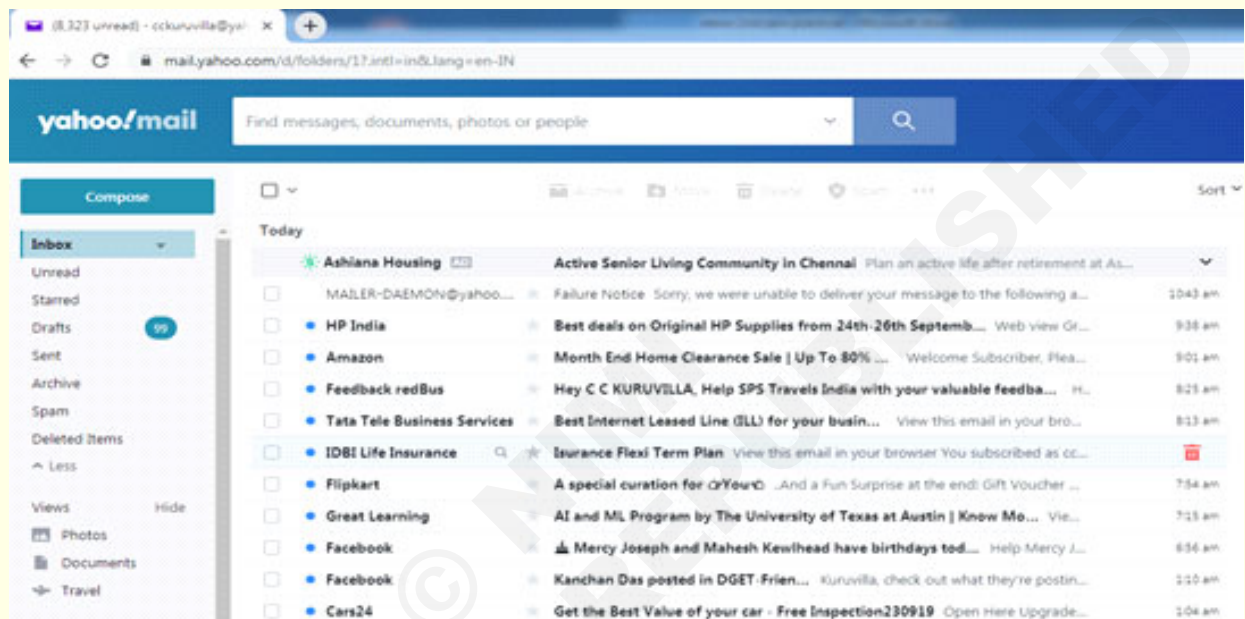 (8,323 unread) - cckuruvilla@ya
mail.yahoo.com/d/folders/1?.intl=in&.lang=en-IN
yahoo!mail
Find messages, documents, photos or people
Compose
Archive Move Delete Spam
Sort
Inbox
Unread
Starred
Drafts 99
Sent
Archive
Spam
Deleted Items
Less
Views Hide
Photos
Documents
Travel
Today
Ashiana Housing AD Active Senior Living Community in Chennai Plan an active life after retirement at As...
MAILER-DAEMON@yahoo.... Failure Notice Sorry, we were unable to deliver your message to the following a... 10:43 am
HP India Best deals on Original HP Supplies from 24th-26th Septemb... Web view Gr... 9:38 am
Amazon Month End Home Clearance Sale | Up To 80% ... Welcome Subscriber, Plea... 9:01 am
Feedback redBus Hey C C KURUVILLA, Help SPS Travels India with your valuable feedba... H... 8:25 am
Tata Tele Business Services Best Internet Leased Line (ILL) for your busin... View this email in your bro... 8:13 am
IDBI Life Insurance Isurance Flexi Term Plan View this email in your browser You subscribed as cc...
Flipkart A special curation for You ..And a Fun Surprise at the end: Gift Voucher ... 7:54 am
Great Learning AI and ML Program by The University of Texas at Austin | Know Mo... Vie... 7:15 am
Facebook Mercy Joseph and Mahesh Kewlhead have birthdays tod... Help Mercy J... 6:56 am
Facebook Kanchan Das posted in DGET-Frien... Kuruvilla, check out what they're postin... 1:10 am
Cars24 Get the Best Value of your car - Free Inspection230919 Open Here Upgrade... 1:04 am
© NIMI
REPUBLISHED